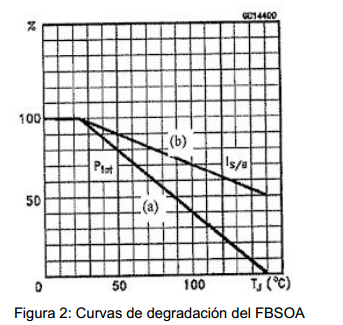 GC14400
%
100
(b)
Ptot
Is/B
50
(a)
0
50
100
TJ (°C)
Figura 2: Curvas de degradación del FBSOA